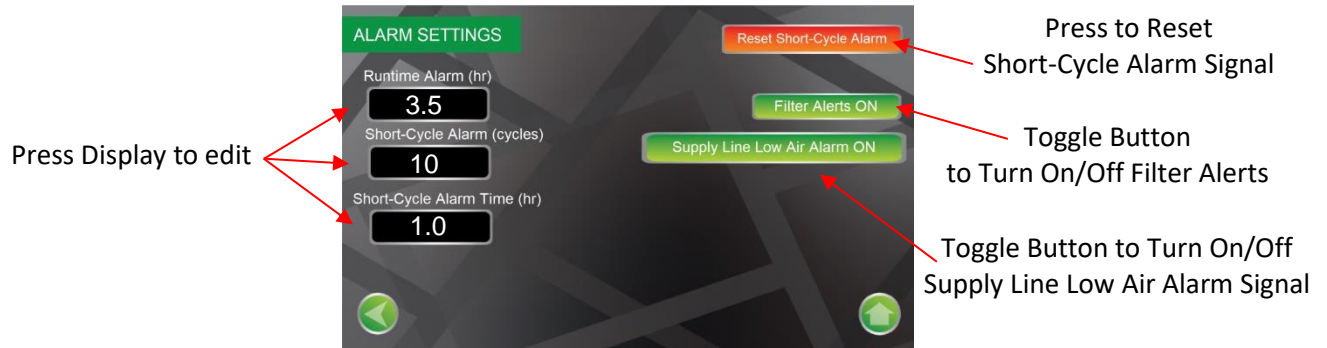 ALARM SETTINGS
Reset Short-Cycle Alarm
Press to Reset
Short-Cycle Alarm Signal
Runtime Alarm (hr)
3.5
Filter Alerts ON
Short-Cycle Alarm (cycles)
10
Supply Line Low Air Alarm ON
Toggle Button
to Turn On/Off Filter Alerts
Press Display to edit
Short-Cycle Alarm Time (hr)
1.0
Toggle Button to Turn On/Off
Supply Line Low Air Alarm Signal